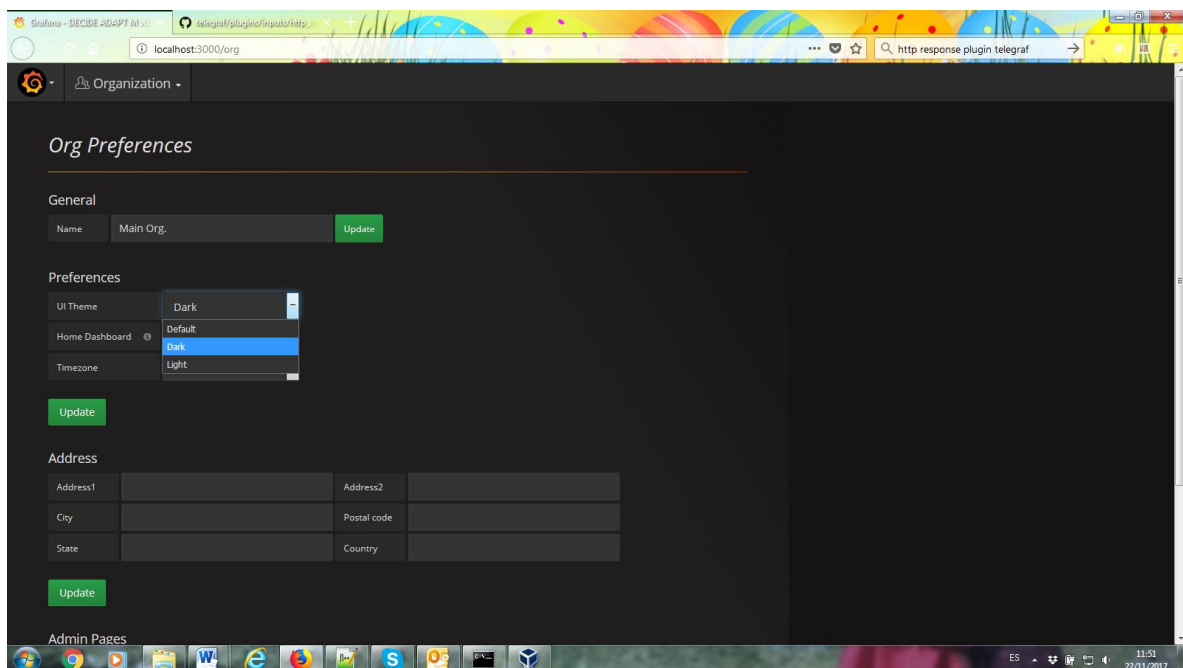 Grafana - DECIDE ADAPT M
telegraf/plugins/inputs/http_
localhost:3000/org
http response plugin telegraf
Organization
Org Preferences
General
Name Main Org. Update
Preferences
UI Theme Dark
Default
Home Dashboard
Dark
Timezone
Light
Update
Address
Address1 Address2
City Postal code
State Country
Update
Admin Pages
ES 11:51
22/11/2017